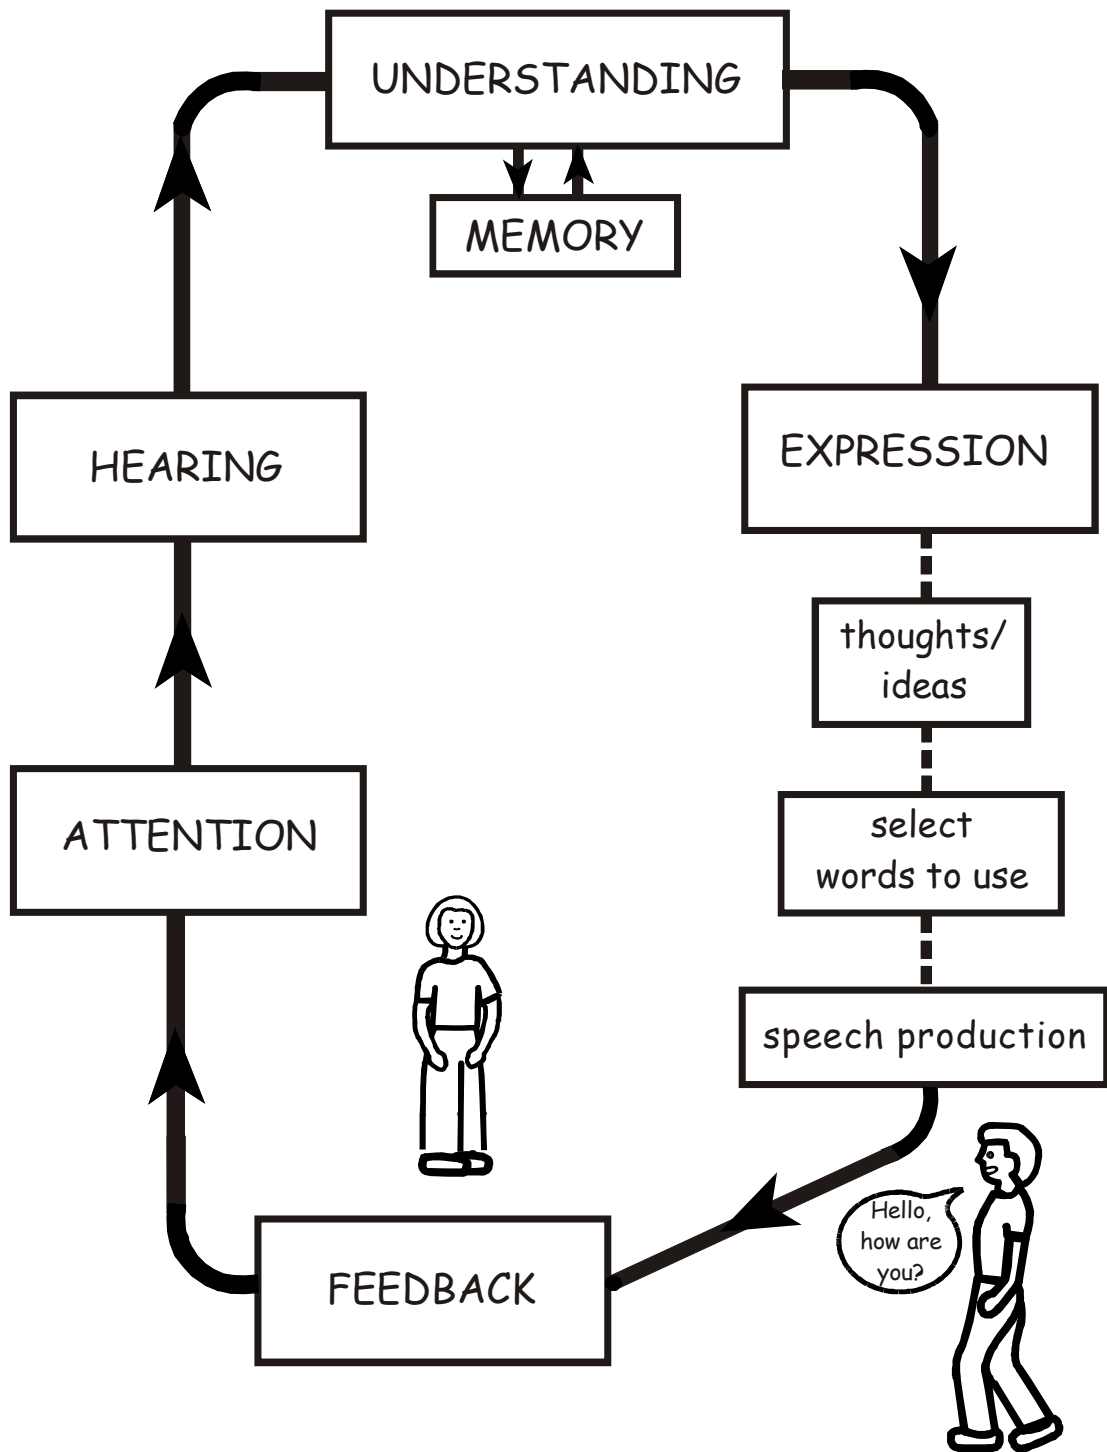 UNDERSTANDING
MEMORY
HEARING
EXPRESSION
thoughts/
ideas
ATTENTION
select
words to use
speech production
Hello,
how are
you?
FEEDBACK